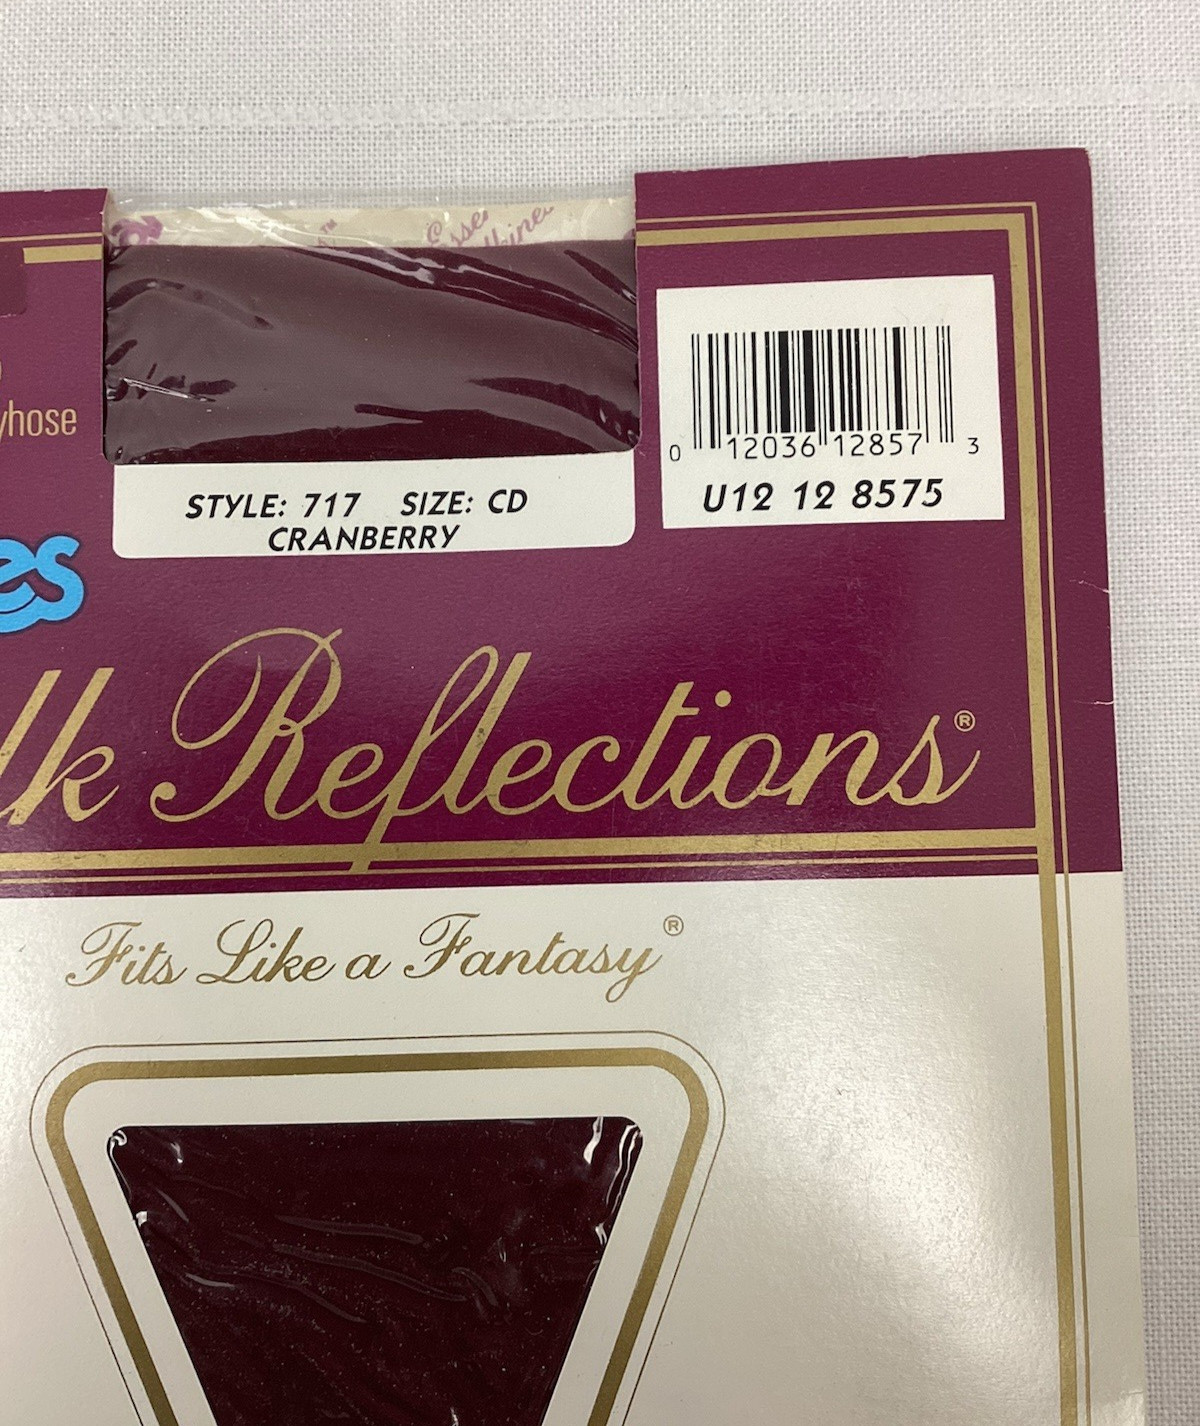 yhose
0 12036 12857 3
U12 12 8575
STYLE: 717 SIZE: CD
CRANBERRY
es
lk Reflections®
Fits Like a Fantasy®